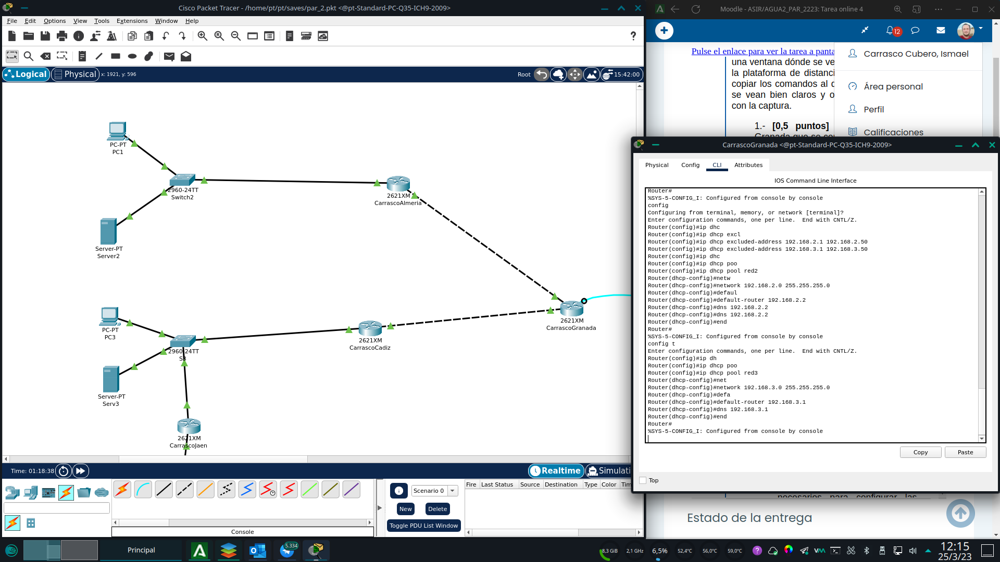 Cisco Packet Tracer - /home/pt/pt/saves/par_2.pkt <@pt-Standard-PC-Q35-ICH9-2009>
File Edit Options View Tools Extensions Window Help
?
Logical Physical x: 1921, y: 596
Root 15:42:00
PC-PT
PC1
2960-24TT
Switch2
2621XM
CarrascoAlmeria
Server-PT
Server2
PC-PT
PC3
2960-24TT
S3
2621XM
CarrascoCadiz
2621XM
CarrascoGranada
Server-PT
Serv3
2621XM
CarrascoJaen
Time: 01:18:38
Realtime Simulati
Scenario 0
New Delete
Toggle PDU List Window
Fire Last Status Source Destination Type Color Tim
Console
Moodle - ASIR/AGUA2_PAR_2223: Tarea online 4
12
Pulse el enlace para ver la tarea a panta
una ventana dónde se ve
la plataforma de distanci
copiar los comandos al d
se vean bien claros y o
con la captura.
1.- [0,5 puntos]
Granada que se con
Carrasco Cubero, Ismael
Área personal
Perfil
Calificaciones
CarrascoGranada <@pt-Standard-PC-Q35-ICH9-2009>
Physical Config CLI Attributes
IOS Command Line Interface
Router#
%SYS-5-CONFIG_I: Configured from console by console
config
Configuring from terminal, memory, or network [terminal]?
Enter configuration commands, one per line.  End with CNTL/Z.
Router(config)#ip dhc
Router(config)#ip dhcp excl
Router(config)#ip dhcp excluded-address 192.168.2.1 192.168.2.50
Router(config)#ip dhcp excluded-address 192.168.3.1 192.168.3.50
Router(config)#ip dhc
Router(config)#ip dhcp poo
Router(config)#ip dhcp pool red2
Router(dhcp-config)#netw
Router(dhcp-config)#network 192.168.2.0 255.255.255.0
Router(dhcp-config)#defaul
Router(dhcp-config)#default-router 192.168.2.2
Router(dhcp-config)#dns 192.168.2.2
Router(dhcp-config)#dns 192.168.2.2
Router(dhcp-config)#end
Router#
%SYS-5-CONFIG_I: Configured from console by console
config t
Enter configuration commands, one per line.  End with CNTL/Z.
Router(config)#ip dh
Router(config)#ip dhcp poo
Router(config)#ip dhcp pool red3
Router(dhcp-config)#net
Router(dhcp-config)#network 192.168.3.0 255.255.255.0
Router(dhcp-config)#defa
Router(dhcp-config)#default-router 192.168.3.1
Router(dhcp-config)#dns 192.168.3.1
Router(dhcp-config)#end
Router#
%SYS-5-CONFIG_I: Configured from console by console
Copy Paste
Top
necesarios para configurar las
Estado de la entrega
Principal
5.334
8,3 GiB 2,1 GHz 6,5% 52,4°C 56,0°C 59,0°C
12:15
25/3/23